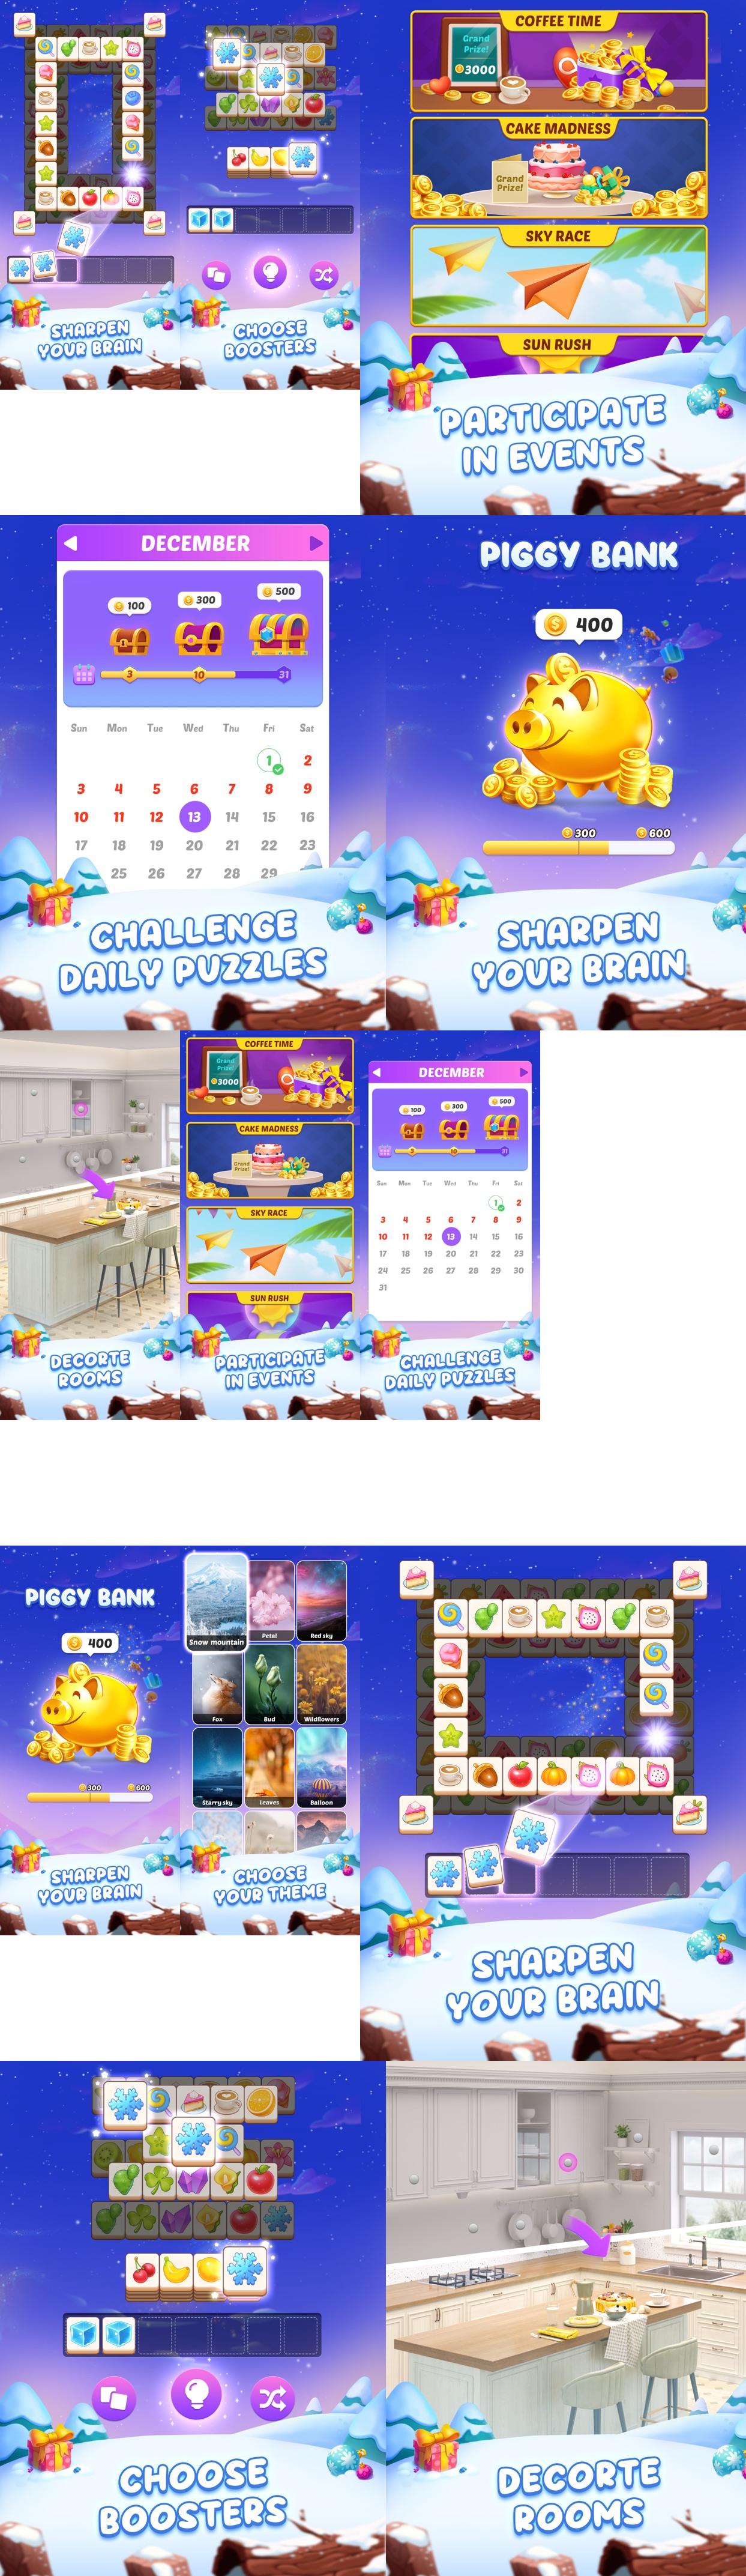 SHARPEN
YOUR BRAIN
CHOOSE
BOOSTERS
COFFEE TIME
Grand
Prize!
3000
CAKE MADNESS
Grand
Prize!
SKY RACE
SUN RUSH
PARTICIPATE
IN EVENTS
DECEMBER
100
300
500
3
10
31
Sun Mon Tue Wed Thu Fri Sat
1 2
3 4 5 6 7 8 9
10 11 12 13 14 15 16
17 18 19 20 21 22 23
25 26 27 28 29
CHALLENGE
DAILY PUZZLES
PIGGY BANK
400
300 600
SHARPEN
YOUR BRAIN
DECORTE
ROOMS
COFFEE TIME
Grand
Prize!
3000
CAKE MADNESS
Grand
Prize!
SKY RACE
SUN RUSH
PARTICIPATE
IN EVENTS
DECEMBER
100
300
500
3
10
31
Sun Mon Tue Wed Thu Fri Sat
1 2
3 4 5 6 7 8 9
10 11 12 13 14 15 16
17 18 19 20 21 22 23
24 25 26 27 28 29 30
31
CHALLENGE
DAILY PUZZLES
PIGGY BANK
400
300 600
SHARPEN
YOUR BRAIN
Snow mountain
Petal
Red sky
Fox
Bud
Wildflowers
Starry sky
Leaves
Balloon
CHOOSE
YOUR THEME
SHARPEN
YOUR BRAIN
CHOOSE
BOOSTERS
DECORTE
ROOMS